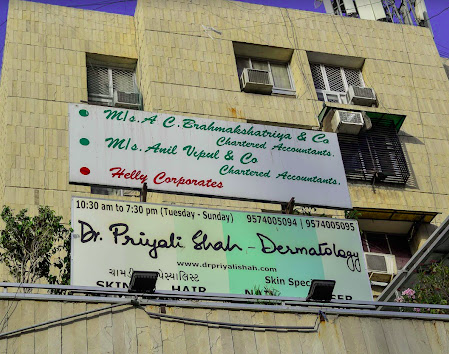 M/s. A C. Brahmakshatriya & Co
Chartered Accountants.
M/s. Anil Vipul & Co
Chartered Accountants.
Helly Corporates
10:30 am to 7:30 pm (Tuesday - Sunday) 9574005094 | 9574005095
Dr. Priyali Shah - Dermatology
www.drpriyalishah.com
ચામડી Skin Spec
SKIN HAIR